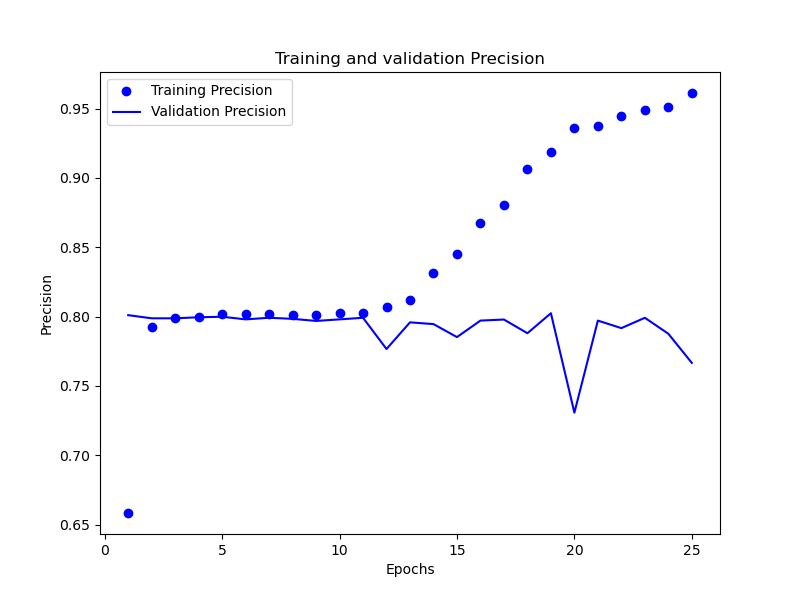 Training and validation Precision
Training Precision
Validation Precision
0.95
0.90
0.85
0.80
0.75
0.70
0.65
Precision
0
5
10
15
20
25
Epochs